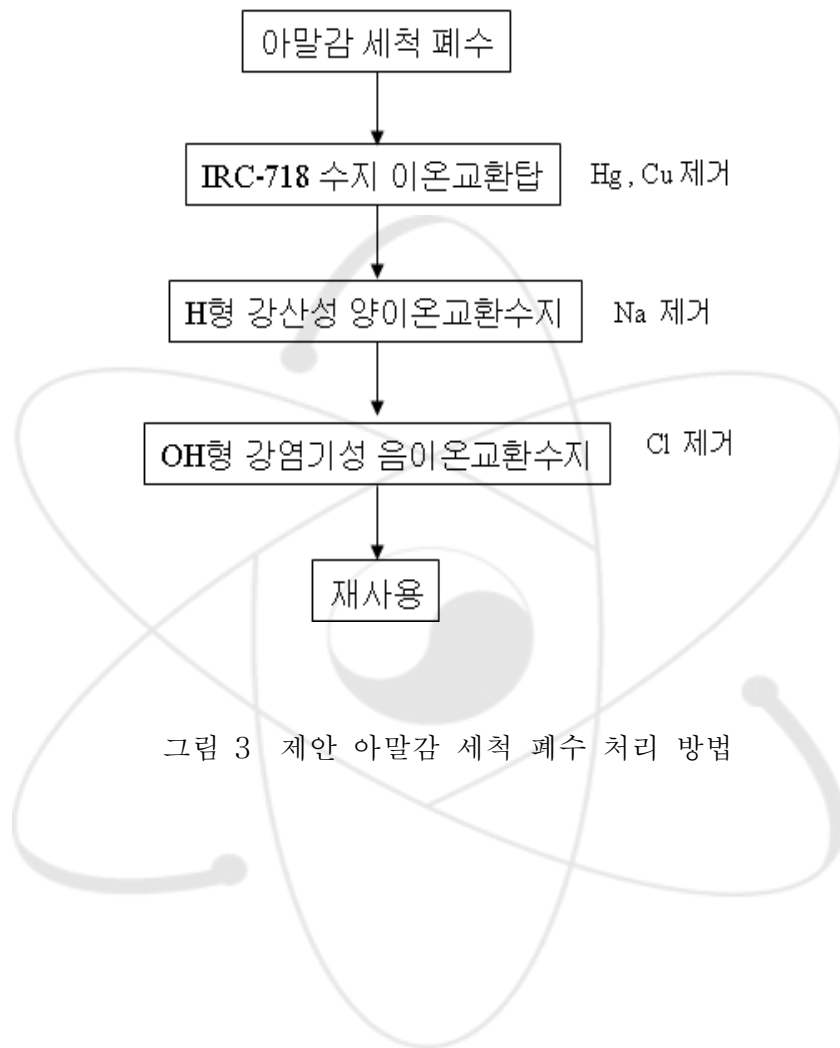 아말감 세척 폐수
IRC-718 수지 이온교환탑 Hg , Cu 제거
H형 강산성 양이온교환수지 Na 제거
OH형 강염기성 음이온교환수지 Cl 제거
재사용
그림 3 제안 아말감 세척 폐수 처리 방법